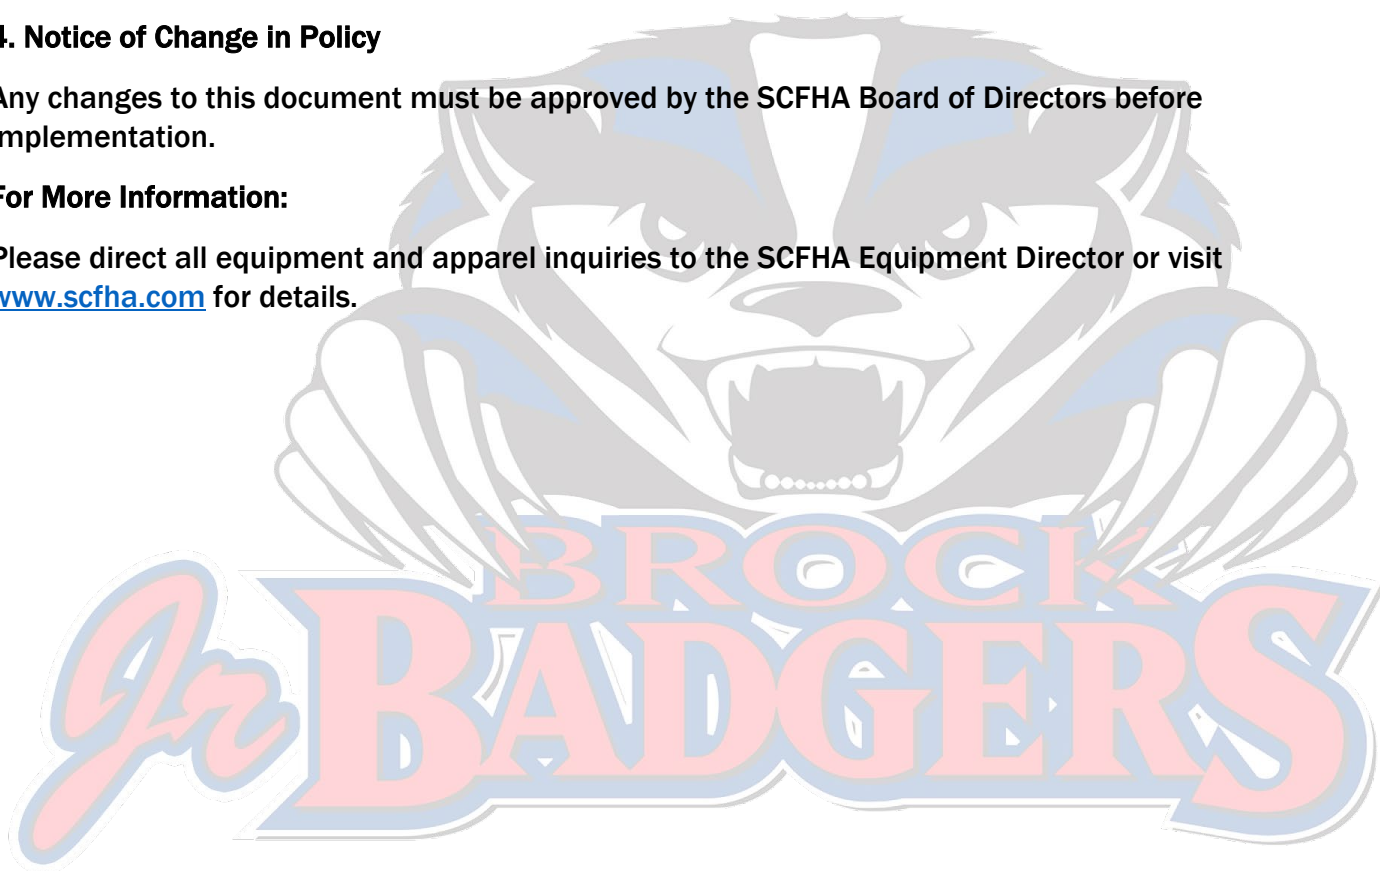 4. Notice of Change in Policy
Any changes to this document must be approved by the SCFHA Board of Directors before
implementation.
For More Information:
Please direct all equipment and apparel inquiries to the SCFHA Equipment Director or visit
www.scfha.com for details.
BROCK
Jr BADGERS